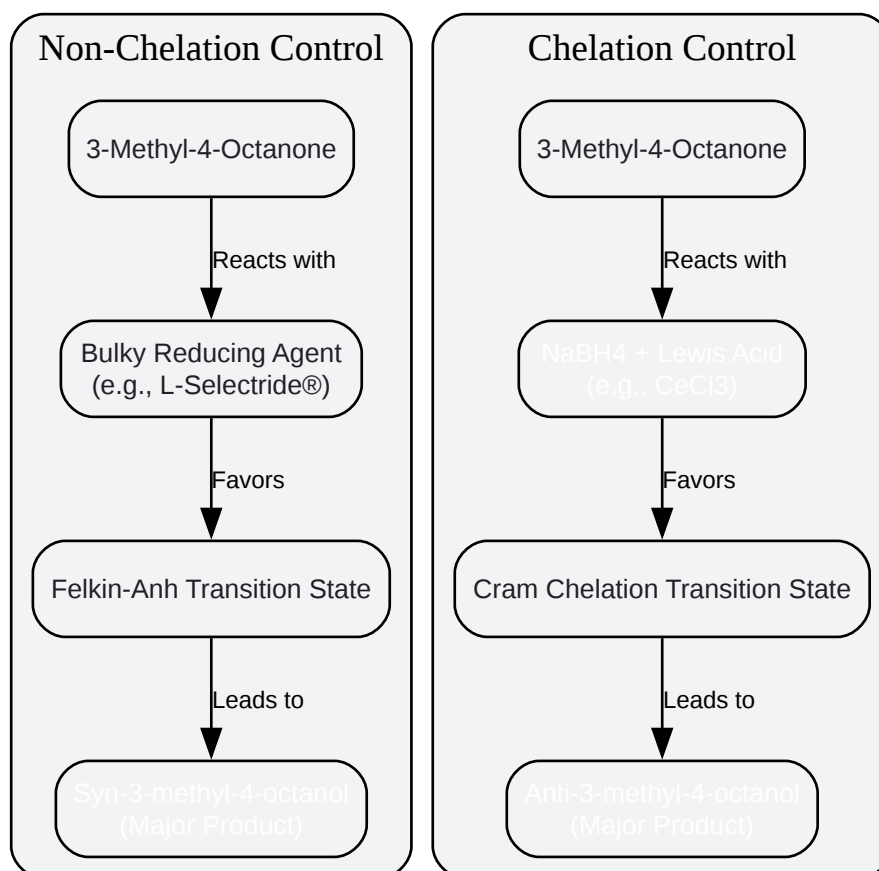 Non-Chelation Control
3-Methyl-4-Octanone
Reacts with
Bulky Reducing Agent
(e.g., L-Selectride®)
Favors
Felkin-Anh Transition State
Leads to
Syn-3-methyl-4-octanol
(Major Product)
Chelation Control
3-Methyl-4-Octanone
Reacts with
NaBH4 + Lewis Acid
(e.g., CeCl3)
Favors
Cram Chelation Transition State
Leads to
Anti-3-methyl-4-octanol
(Major Product)